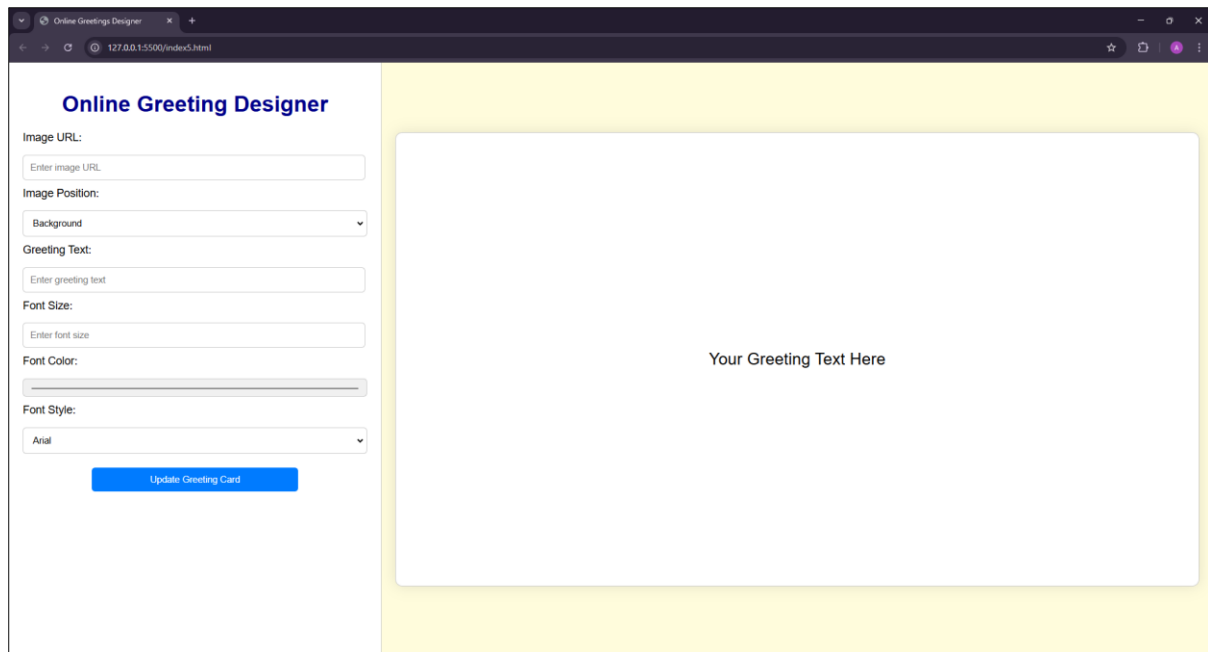 Online Greetings Designer
127.0.0.1:5500/index5.html
A
Online Greeting Designer
Image URL:
Enter image URL
Image Position:
Background
Greeting Text:
Enter greeting text
Font Size:
Enter font size
Font Color:
Font Style:
Arial
Update Greeting Card
Your Greeting Text Here